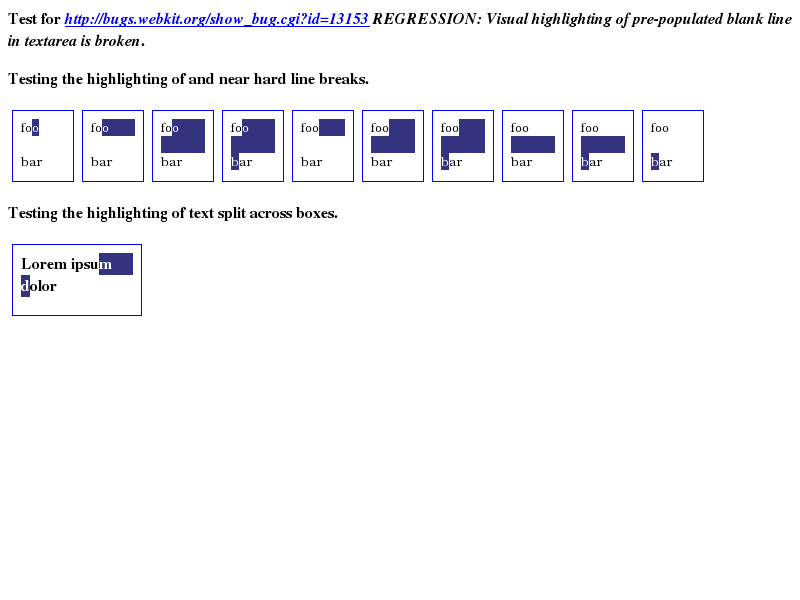 Test for http://bugs.webkit.org/show_bug.cgi?id=13153 REGRESSION: Visual highlighting of pre-populated blank line
in textarea is broken.
Testing the highlighting of and near hard line breaks.
foo foo foo foo foo foo foo foo foo foo
bar bar bar bar bar bar bar bar bar bar
Testing the highlighting of text split across boxes.
Lorem ipsum
dolor